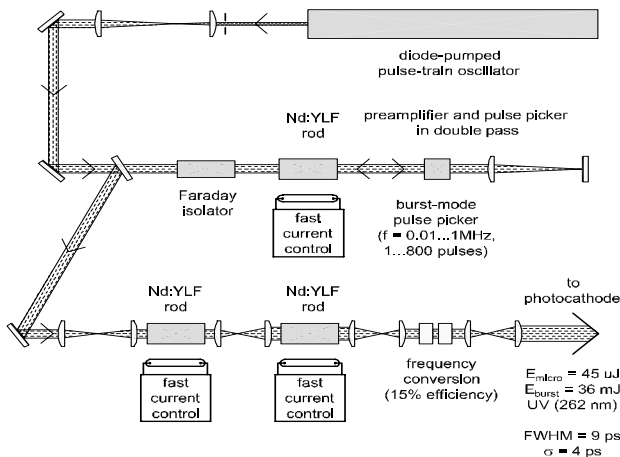 diode-pumped
pulse-train oscillator
Nd:YLF
rod
preamplifier and pulse picker
in double pass
Faraday
isolator
fast
current
control
burst-mode
pulse picker
(f = 0.01...1MHz,
1...800 pulses)
Nd:YLF
rod
Nd:YLF
rod
to
photocathode
fast
current
control
fast
current
control
frequency
conversion
(15% efficiency)
Emicro = 45 uJ
Eburst = 36 mJ
UV (262 nm)
FWHM = 9 ps
σ = 4 ps